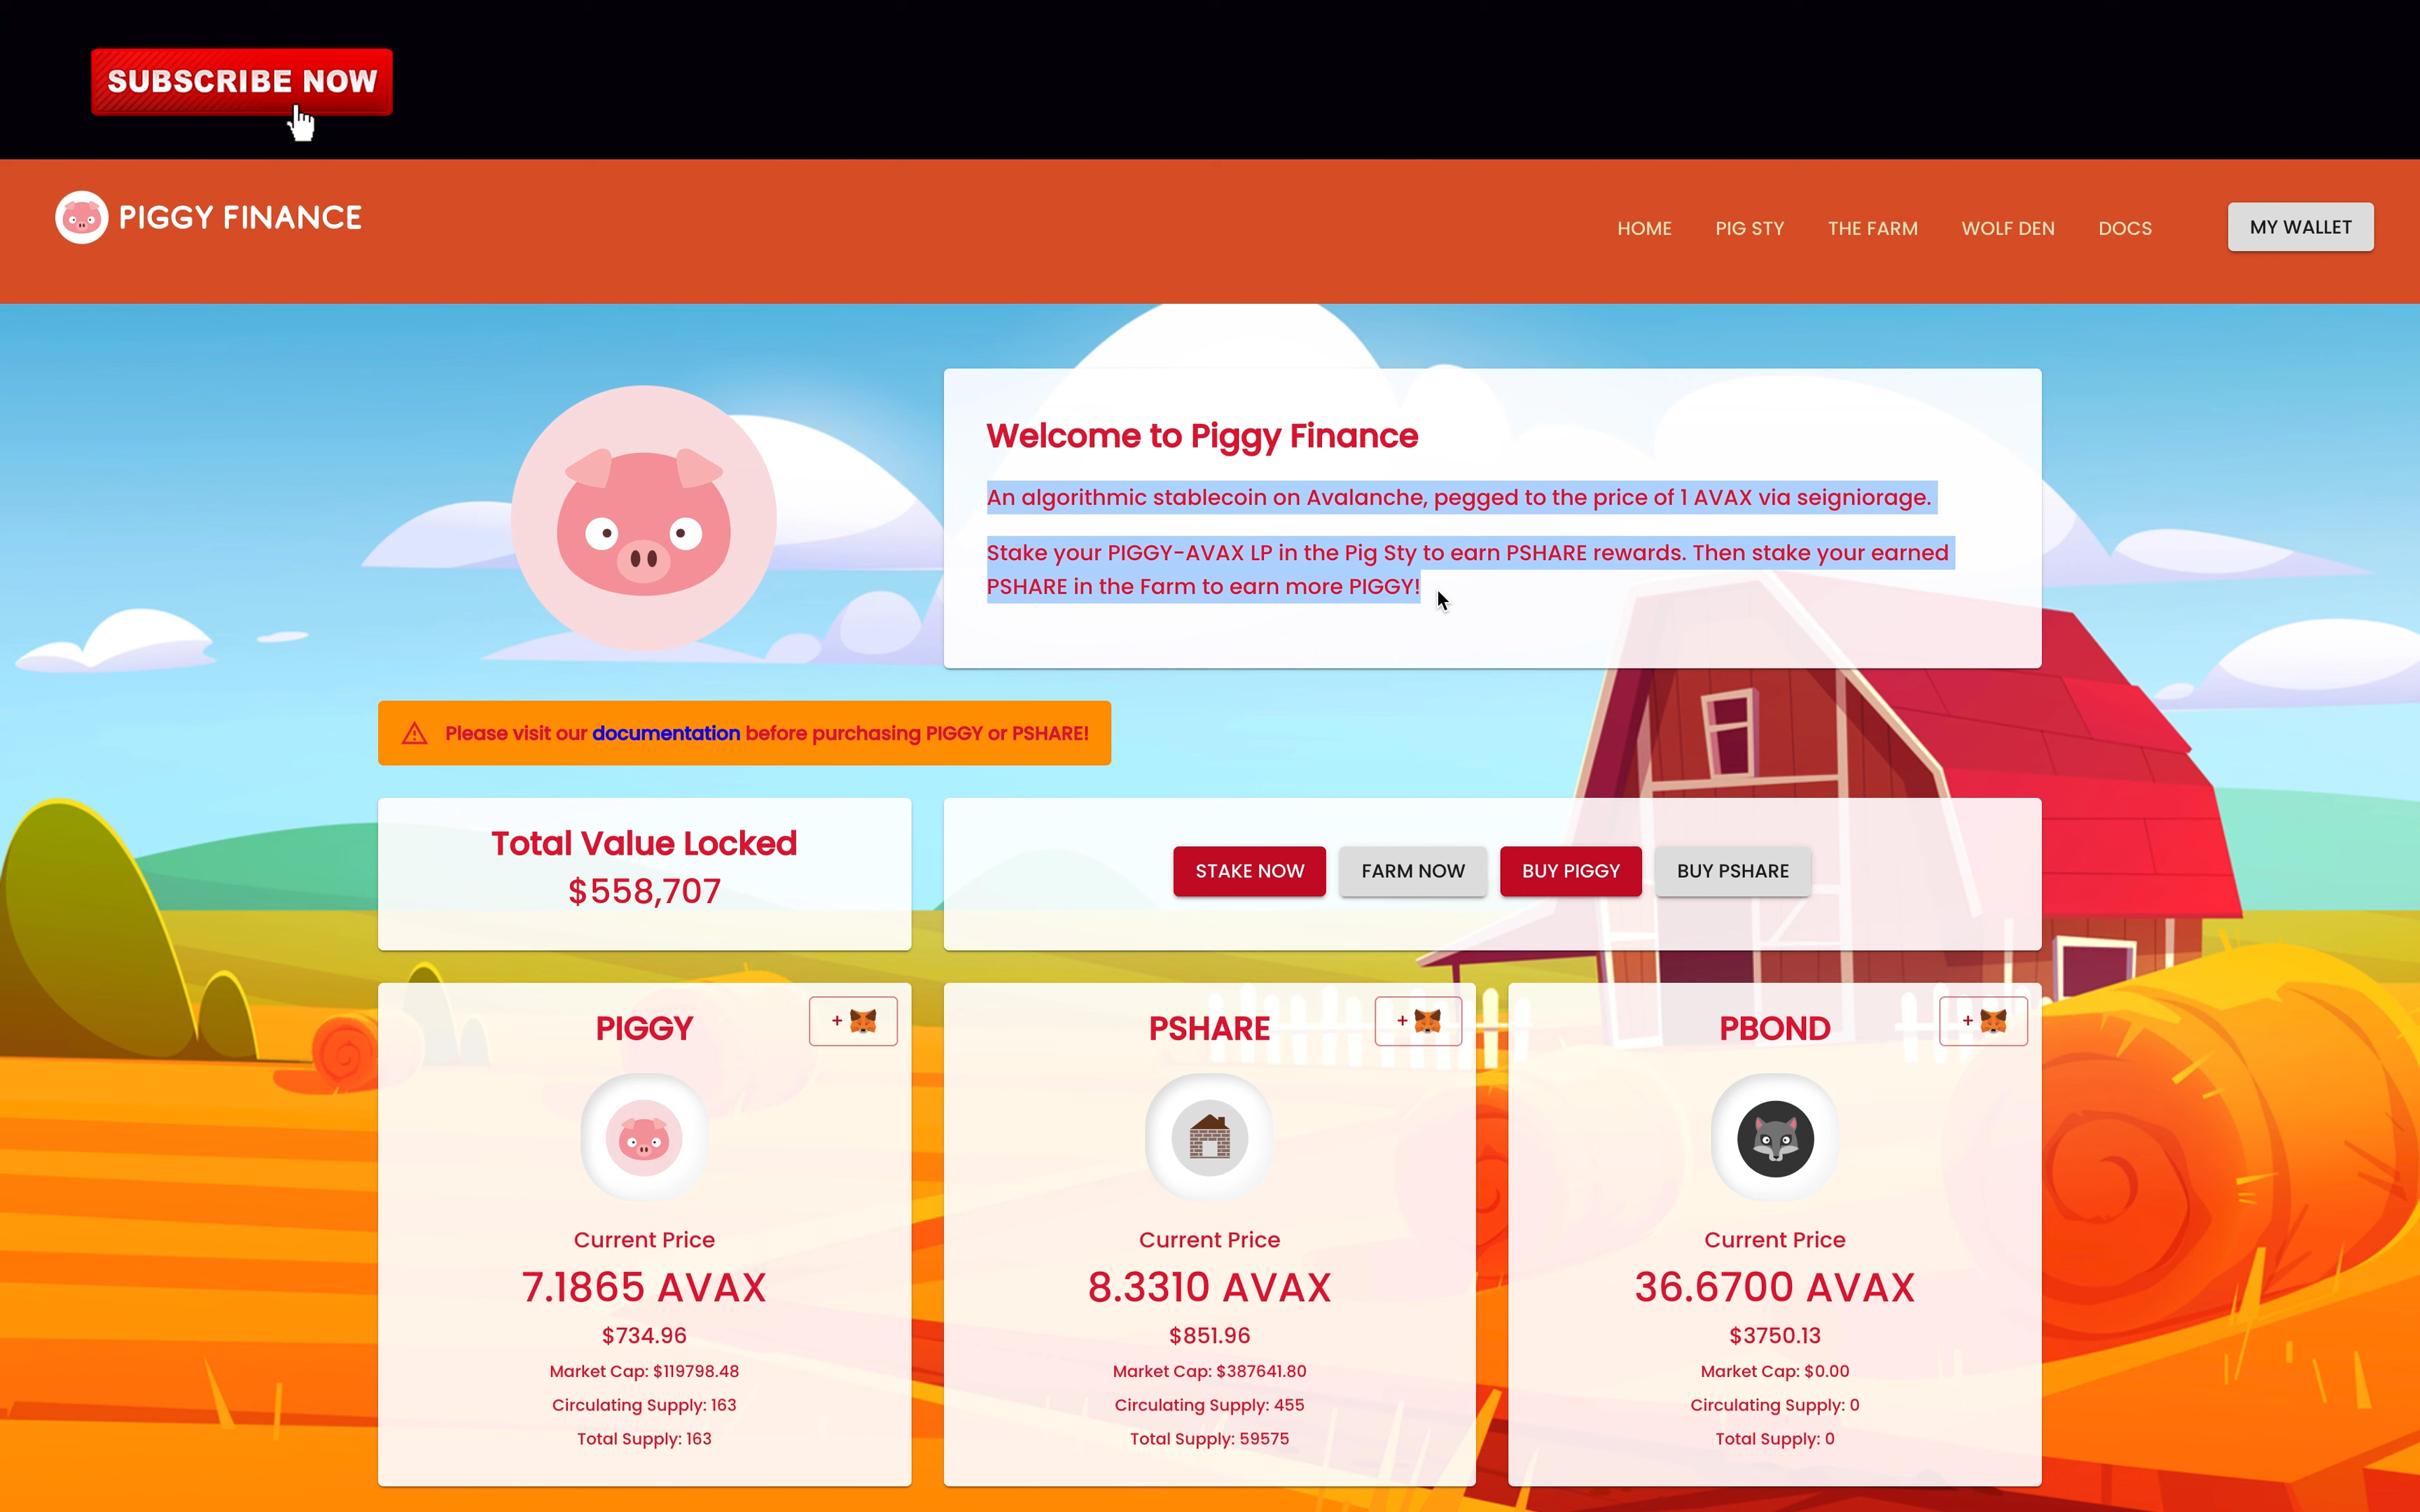 SUBSCRIBE NOW
PIGGY FINANCE
HOME
PIG STY
THE FARM
WOLF DEN
DOCS
MY WALLET
Welcome to Piggy Finance
An algorithmic stablecoin on Avalanche, pegged to the price of 1 AVAX via seigniorage.
Stake your PIGGY-AVAX LP in the Pig Sty to earn PSHARE rewards. Then stake your earned
PSHARE in the Farm to earn more PIGGY!
Please visit our documentation before purchasing PIGGY or PSHARE!
Total Value Locked
$558,707
STAKE NOW
FARM NOW
BUY PIGGY
BUY PSHARE
PIGGY
+
Current Price
7.1865 AVAX
$734.96
Market Cap: $119798.48
Circulating Supply: 163
Total Supply: 163
PSHARE
+
Current Price
8.3310 AVAX
$851.96
Market Cap: $387641.80
Circulating Supply: 455
Total Supply: 59575
PBOND
+
Current Price
36.6700 AVAX
$3750.13
Market Cap: $0.00
Circulating Supply: 0
Total Supply: 0